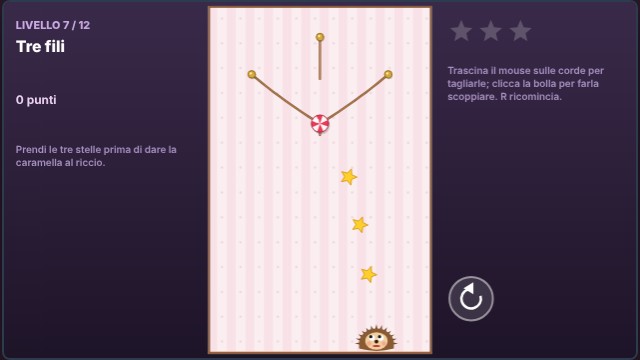 LIVELLO 7 / 12
Tre fili
0 punti
Prendi le tre stelle prima di dare la
caramella al riccio.
Trascina il mouse sulle corde per
tagliarle; clicca la bolla per farla
scoppiare. R ricomincia.